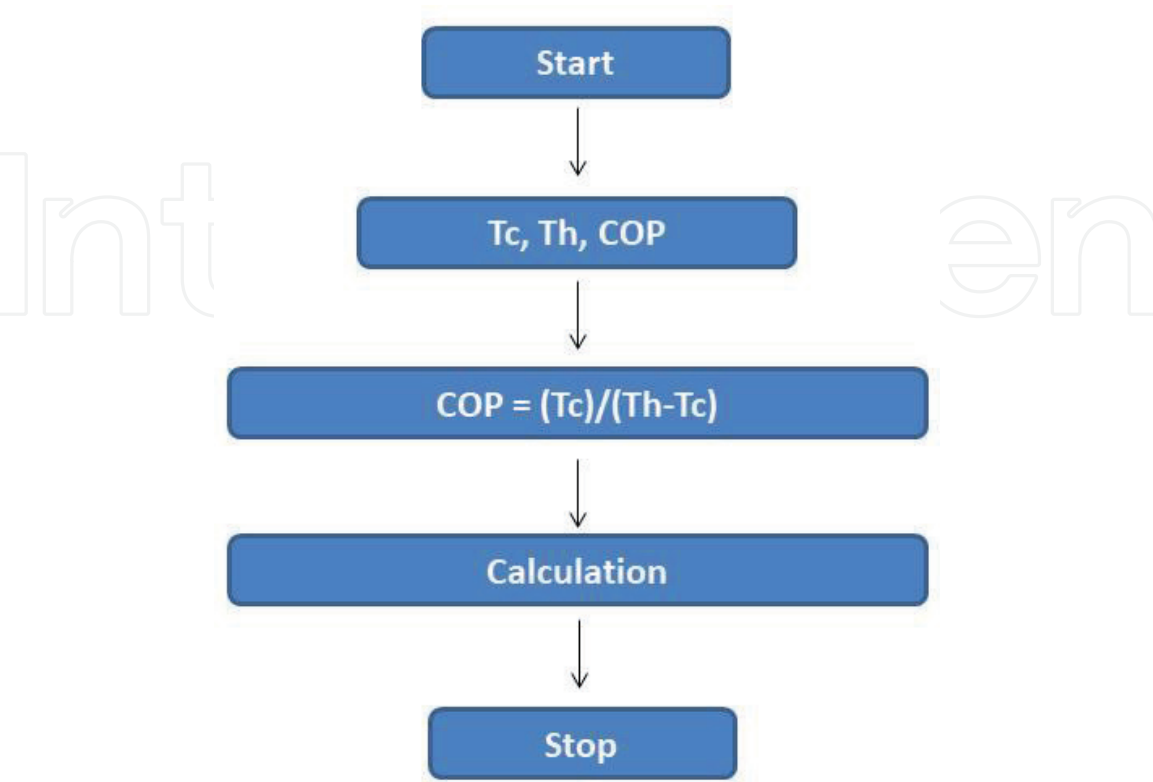 Start
Tc, Th, COP
COP = (Tc)/(Th-Tc)
Calculation
Stop